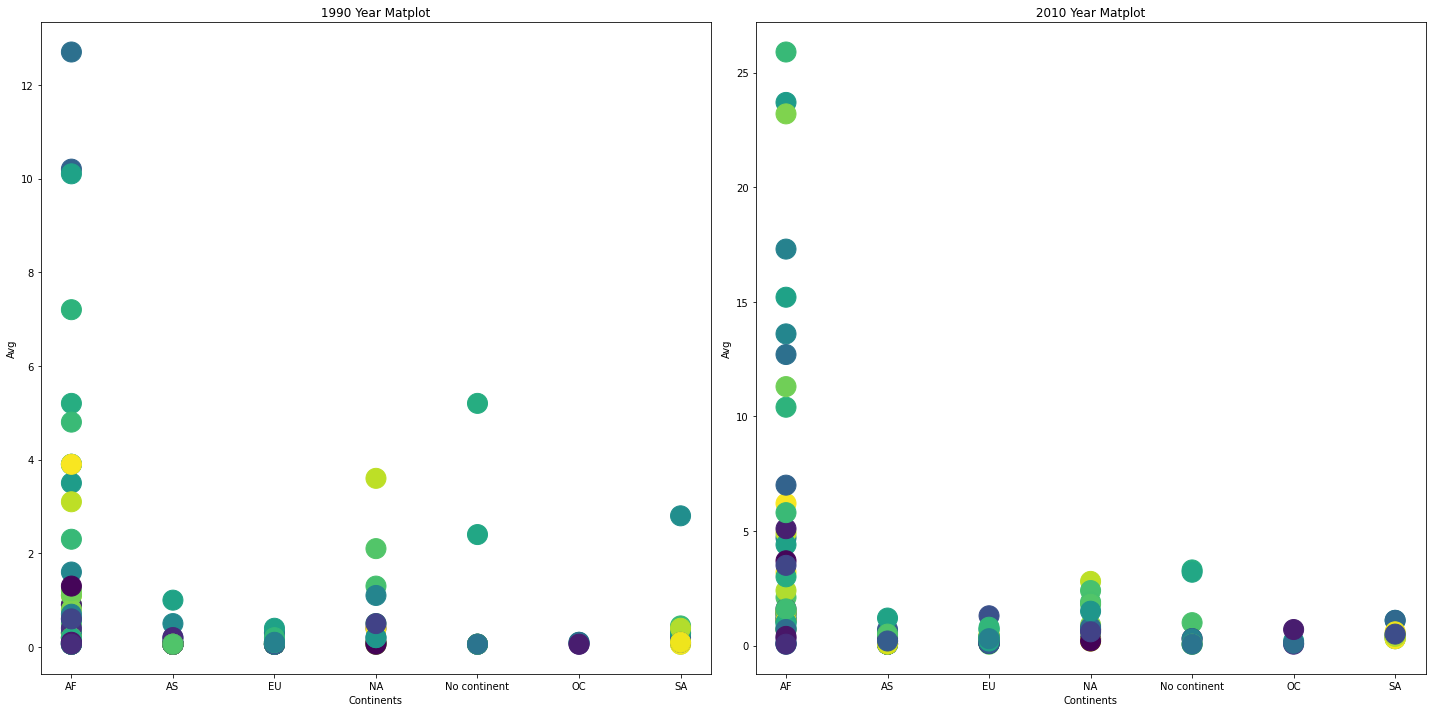 1990 Year Matplot
12
10
8
6
4
2
0
Avg
AF AS EU NA No continent OC SA
Continents
2010 Year Matplot
25
20
15
10
5
0
Avg
AF AS EU NA No continent OC SA
Continents